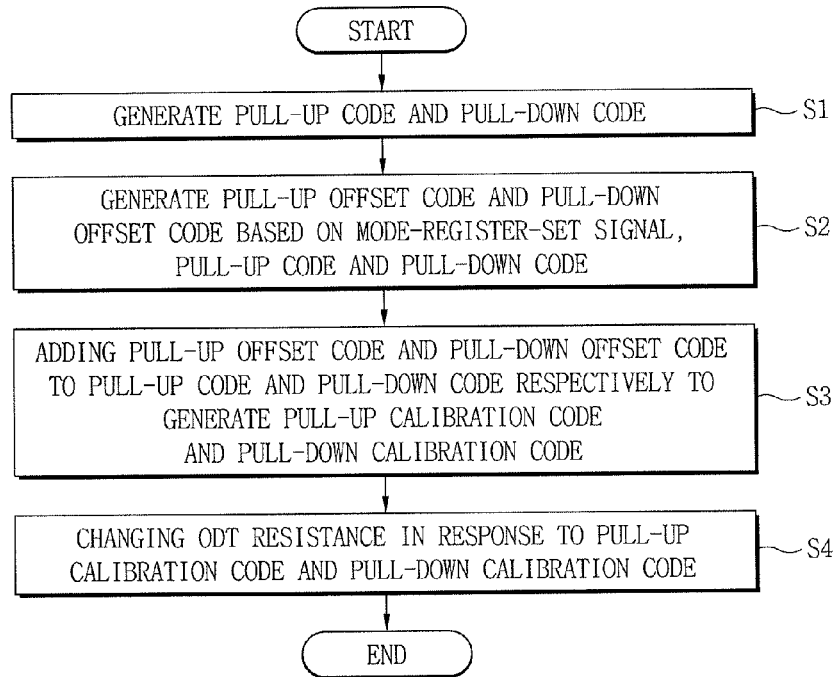 START
GENERATE PULL-UP CODE AND PULL-DOWN CODE
S1
GENERATE PULL-UP OFFSET CODE AND PULL-DOWN
OFFSET CODE BASED ON MODE-REGISTER-SET SIGNAL,
PULL-UP CODE AND PULL-DOWN CODE
S2
ADDING PULL-UP OFFSET CODE AND PULL-DOWN OFFSET CODE
TO PULL-UP CODE AND PULL-DOWN CODE RESPECTIVELY TO
GENERATE PULL-UP CALIBRATION CODE
AND PULL-DOWN CALIBRATION CODE
S3
CHANGING ODT RESISTANCE IN RESPONSE TO PULL-UP
CALIBRATION CODE AND PULL-DOWN CALIBRATION CODE
S4
END